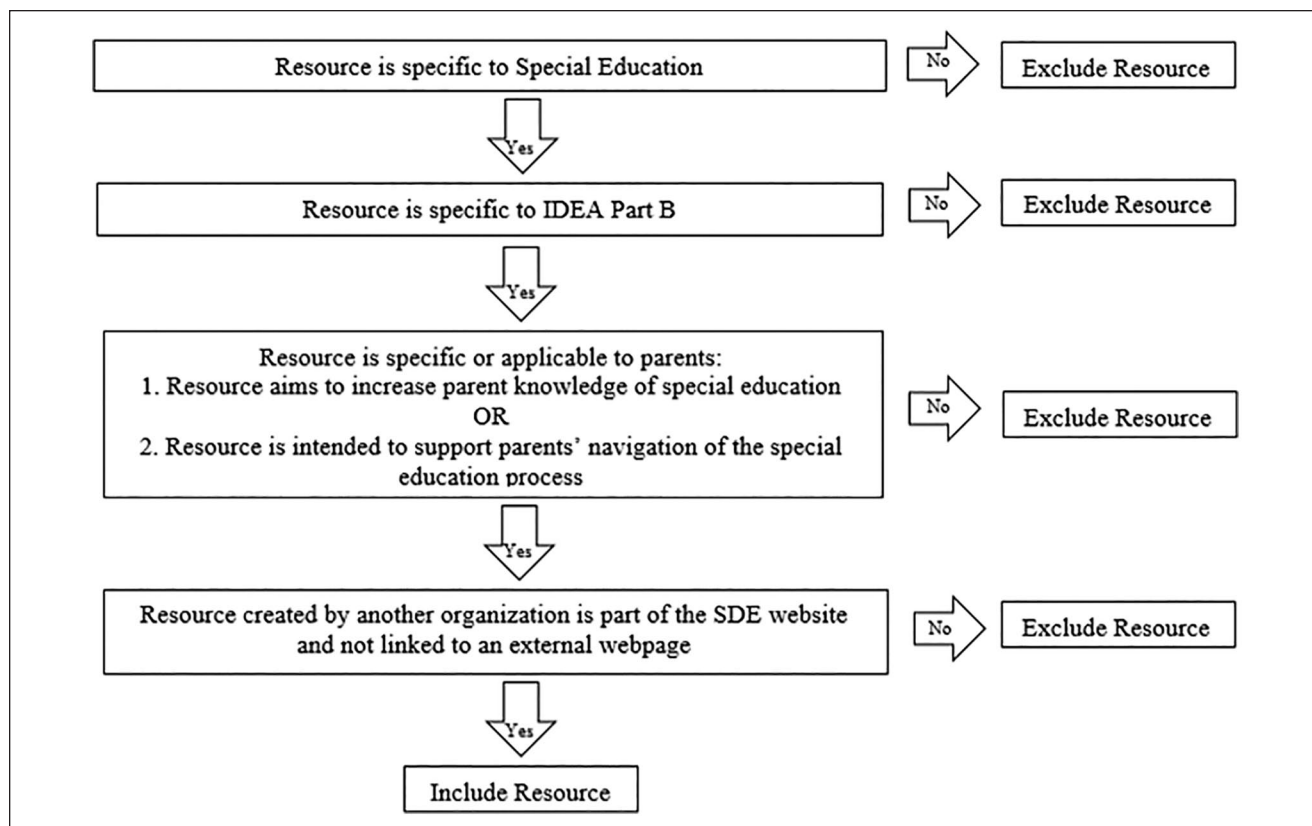 Resource is specific to Special Education
No
Exclude Resource
Yes
Resource is specific to IDEA Part B
No
Exclude Resource
Yes
Resource is specific or applicable to parents:
1. Resource aims to increase parent knowledge of special education
OR
2. Resource is intended to support parents’ navigation of the special
education process
No
Exclude Resource
Yes
Resource created by another organization is part of the SDE website
and not linked to an external webpage
No
Exclude Resource
Yes
Include Resource